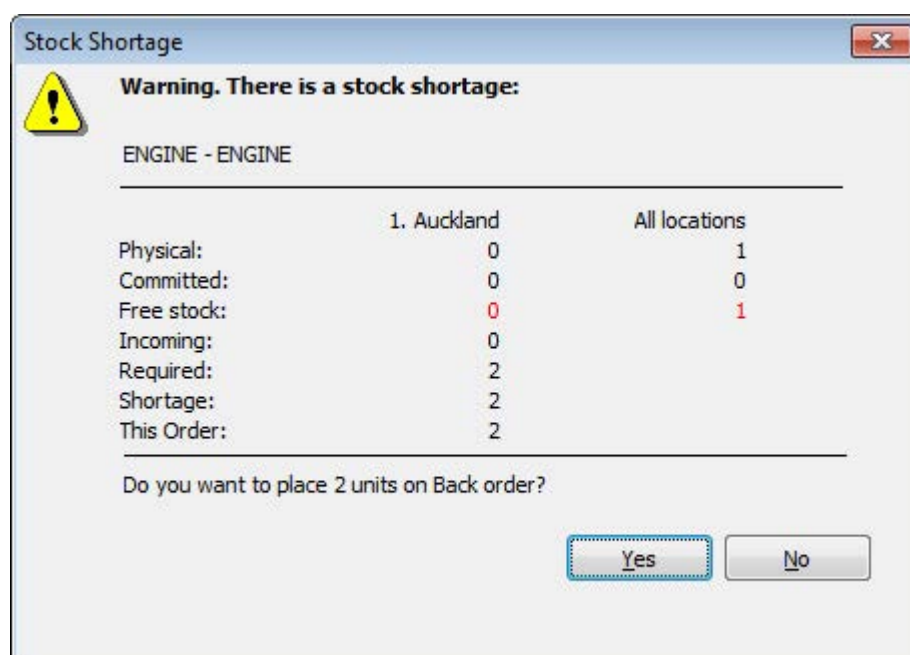 Stock Shortage
Warning. There is a stock shortage:
ENGINE - ENGINE
1. Auckland All locations
Physical: 0 1
Committed: 0 0
Free stock: 0 1
Incoming: 0
Required: 2
Shortage: 2
This Order: 2
Do you want to place 2 units on Back order?
Yes No